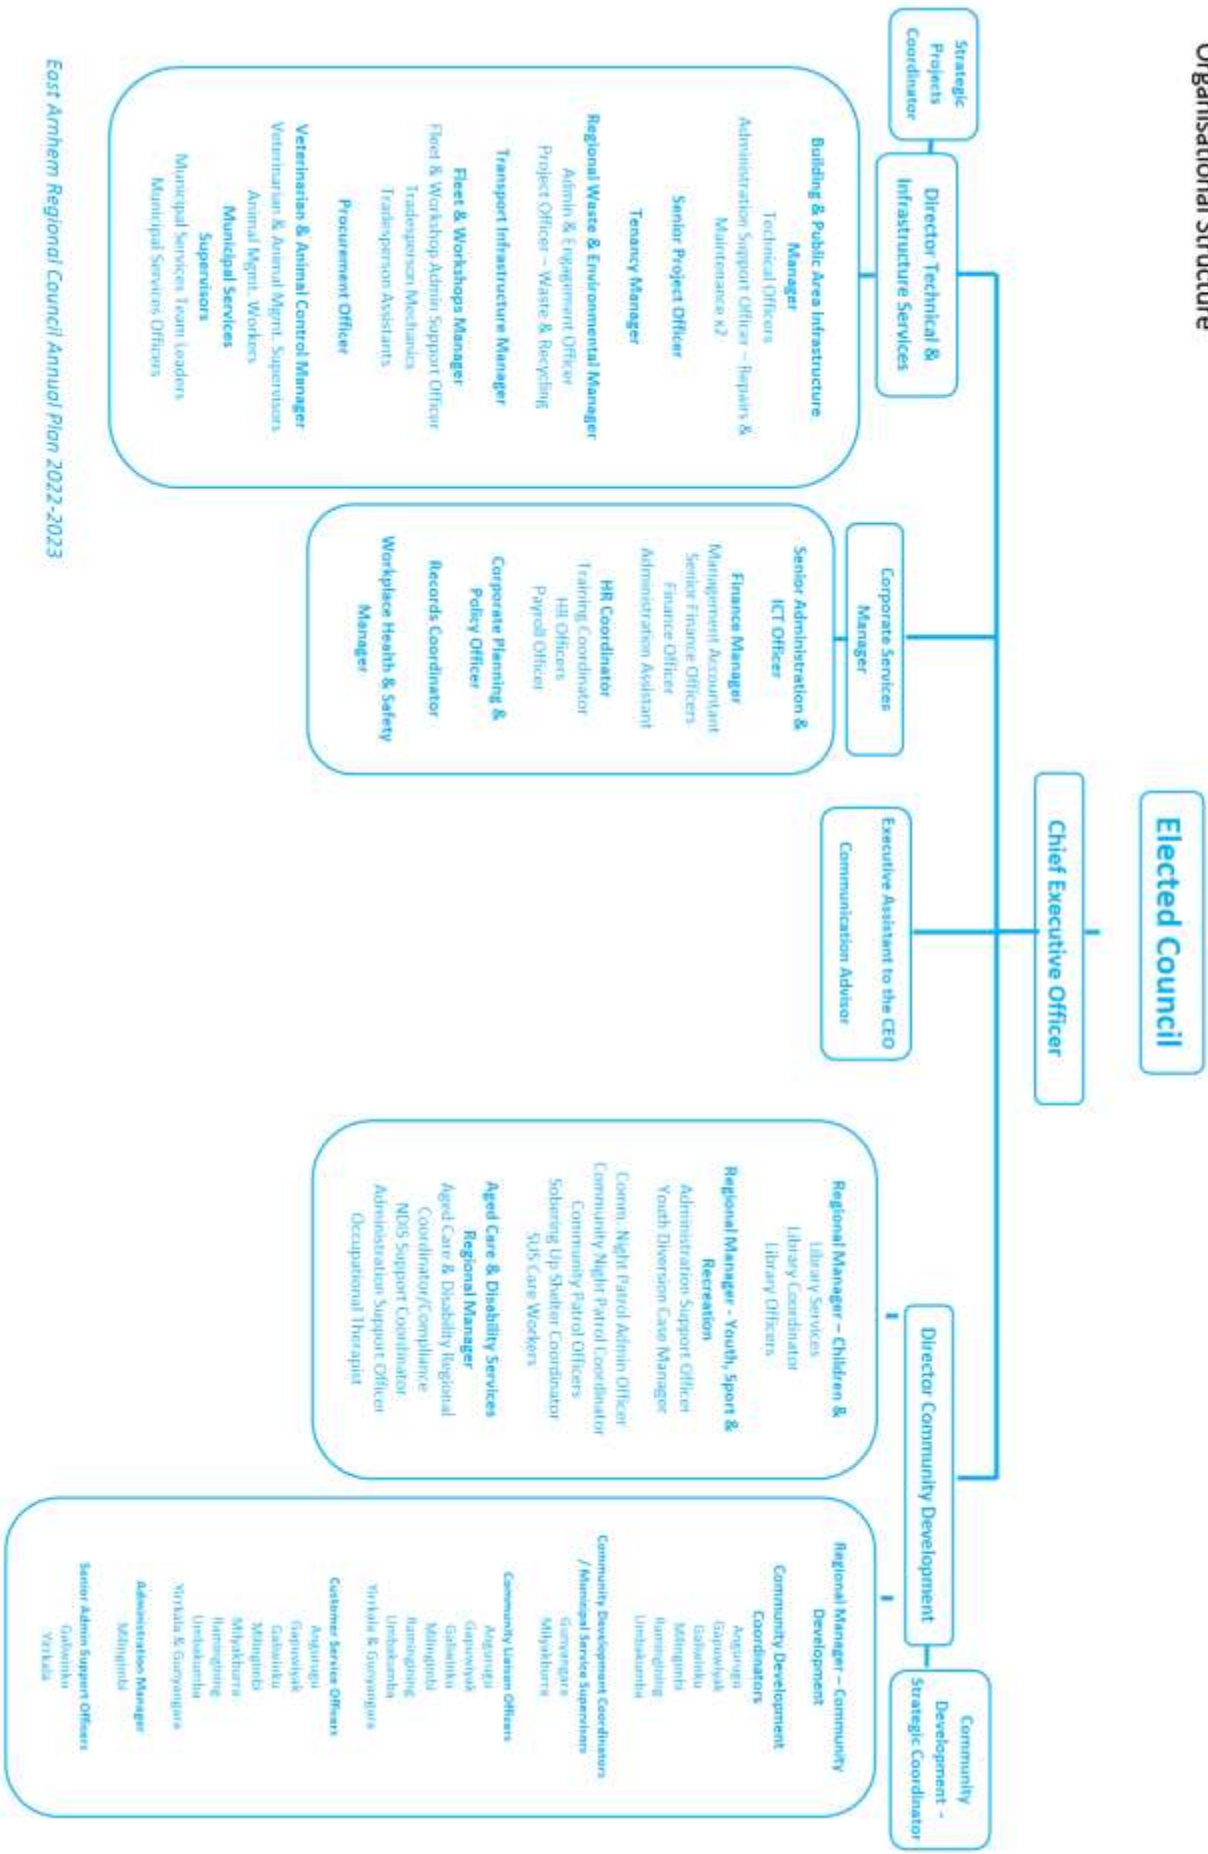 Organisational Structure
Elected Council
Chief Executive Officer
Strategic
Projects
Coordinator
Director Technical &
Infrastructure Services
Building & Public Area Infrastructure
Manager
Technical Officers
Administration Support Officer – Repairs &
Maintenance x2
Senior Project Officer
Tenancy Manager
Regional Waste & Environmental Manager
Admin & Engagement Officer
Project Officer – Waste & Recycling
Transport Infrastructure Manager
Fleet & Workshops Manager
Fleet & Workshop Admin Support Officer
Tradesperson Mechanics
Tradesperson Assistants
Procurement Officer
Veterinarian & Animal Control Manager
Veterinarian & Animal Mgmt. Supervisors
Animal Mgmt. Workers
Municipal Services
Supervisors
Municipal Services Team Leaders
Municipal Services Officers
Corporate Services
Manager
Senior Administration &
ICT Officer
Finance Manager
Management Accountant
Senior Finance Officers
Finance Officer
Administration Assistant
HR Coordinator
Training Coordinator
HR Officers
Payroll Officer
Corporate Planning &
Policy Officer
Records Coordinator
Workplace Health & Safety
Manager
Executive Assistant to the CEO
Communication Advisor
Director Community Development
Community
Development -
Strategic Coordinator
Regional Manager – Children &
Library Services
Library Coordinator
Library Officers
Regional Manager - Youth, Sport &
Recreation
Administration Support Officer
Youth Diversion Case Manager
Comm. Night Patrol Admin Officer
Community Night Patrol Coordinator
Community Patrol Officers
Sobering Up Shelter Coordinator
SUS Care Workers
Aged Care & Disability Services
Regional Manager
Aged Care & Disability Regional
Coordinator/Compliance
NDIS Support Coordinator
Administration Support Officer
Occupational Therapist
Regional Manager – Community
Development
Community Development
Coordinators
Angurugu
Gapuwiyak
Galiwinku
Milingimbi
Ramingining
Umbakumba
Community Development Coordinators
/ Municipal Service Supervisors
Gunyangara
Milyakburra
Community Liaison Officers
Angurugu
Gapuwiyak
Galiwinku
Milingimbi
Ramingining
Umbakumba
Yirrkala & Gunyangara
Customer Service Officers
Angurugu
Gapuwiyak
Galiwinku
Milingimbi
Milyakburra
Ramingining
Umbakumba
Yirrkala & Gunyangara
Administration Manager
Milingimbi
Senior Admin Support Officers
Galiwinku
Yirrkala
East Arnhem Regional Council Annual Plan 2022-2023